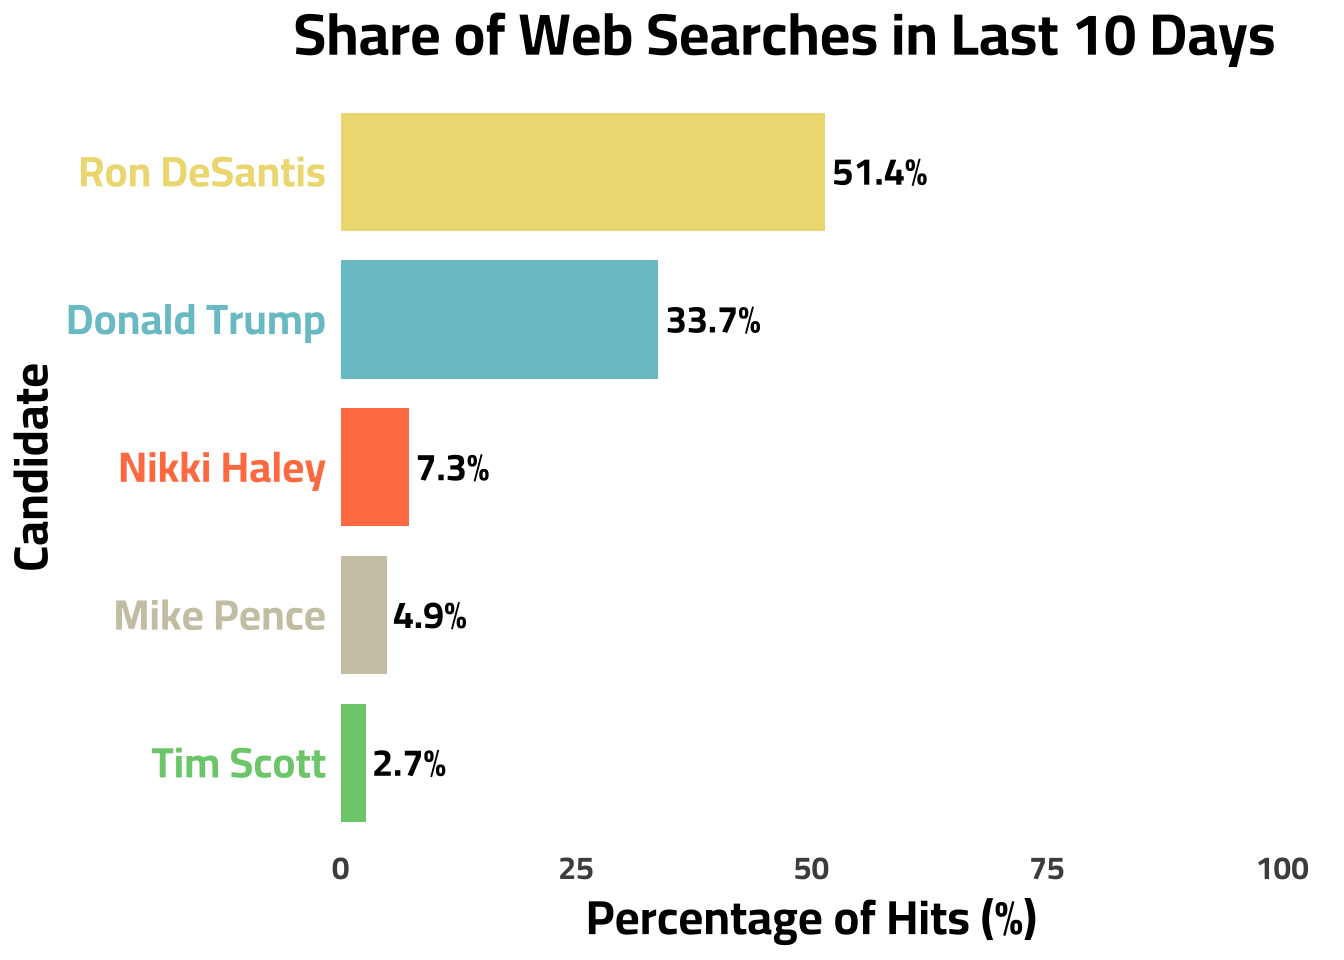 Share of Web Searches in Last 10 Days
Candidate
Ron DeSantis 51.4%
Donald Trump 33.7%
Nikki Haley 7.3%
Mike Pence 4.9%
Tim Scott 2.7%
0 25 50 75 100
Percentage of Hits (%)